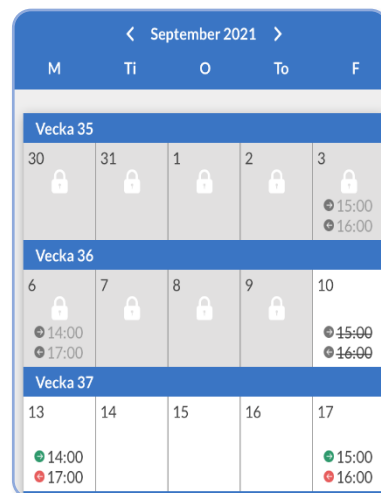 September 2021
M Ti O To F
Vecka 35
30 31 1 2 3
15:00
16:00
Vecka 36
6 7 8 9 10
14:00 15:00
17:00 16:00
Vecka 37
13 14 15 16 17
14:00 15:00
17:00 16:00